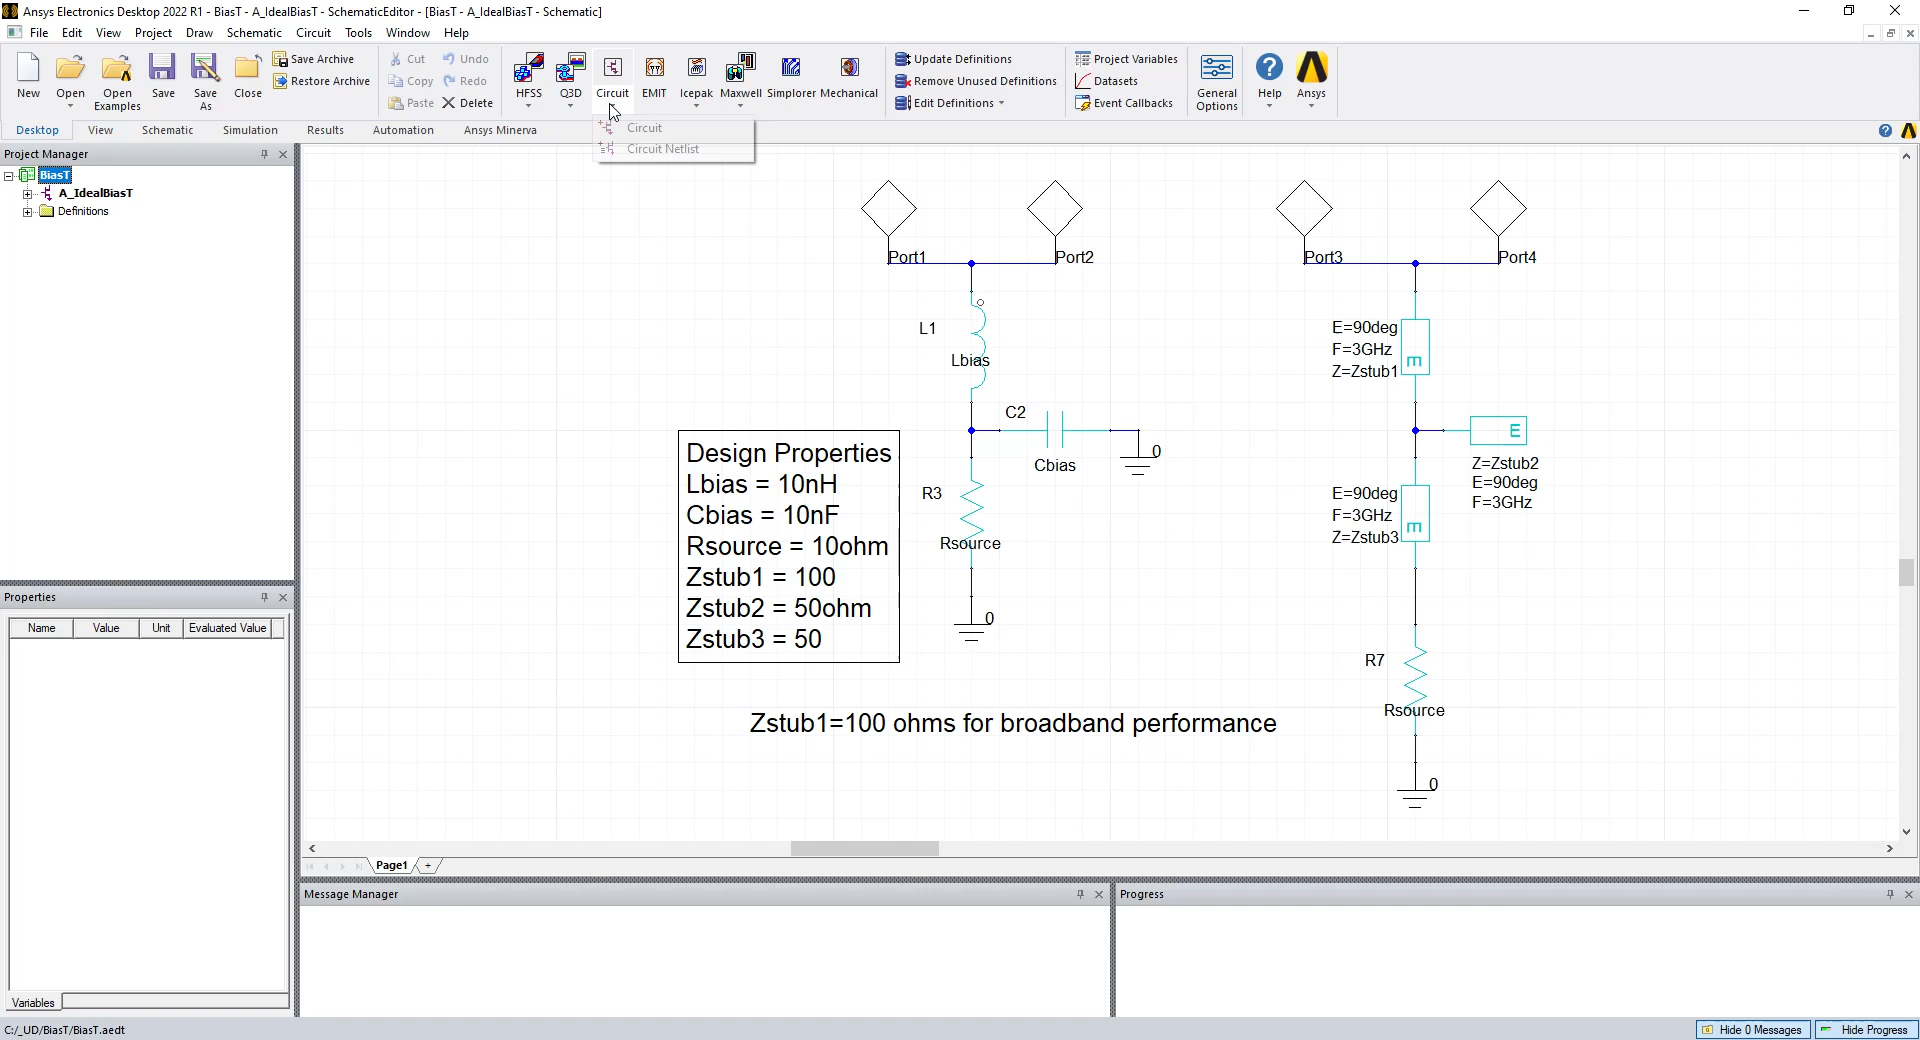 Ansys Electronics Desktop 2022 R1 - BiasT - A_IdealBiasT - SchematicEditor - [BiasT - A_IdealBiasT - Schematic]
File Edit View Project Draw Schematic Circuit Tools Window Help
New
Open
Open Examples
Save
Save As
Close
Save Archive
Restore Archive
Cut
Copy
Paste
Undo
Redo
Delete
HFSS
Q3D
Circuit
EMIT
Icepak
Maxwell
Simplorer
Mechanical
Update Definitions
Remove Unused Definitions
Edit Definitions
Project Variables
Datasets
Event Callbacks
General Options
Help
Ansys
Desktop View Schematic Simulation Results Automation Ansys Minerva
Circuit
Circuit Netlist
Project Manager
BiasT
A_IdealBiasT
Definitions
Properties
Name Value Unit Evaluated Value
Variables
Port1
Port2
Port3
Port4
L1
Lbias
C2
Cbias
0
R3
Rsource
0
Design Properties
Lbias = 10nH
Cbias = 10nF
Rsource = 10ohm
Zstub1 = 100
Zstub2 = 50ohm
Zstub3 = 50
E=90deg
F=3GHz
Z=Zstub1
E
E
Z=Zstub2
E=90deg
F=3GHz
E=90deg
F=3GHz
Z=Zstub3
E
R7
Rsource
0
Zstub1=100 ohms for broadband performance
Page1 +
Message Manager
Progress
C:/_UD/BiasT/BiasT.aedt
Hide 0 Messages
Hide Progress